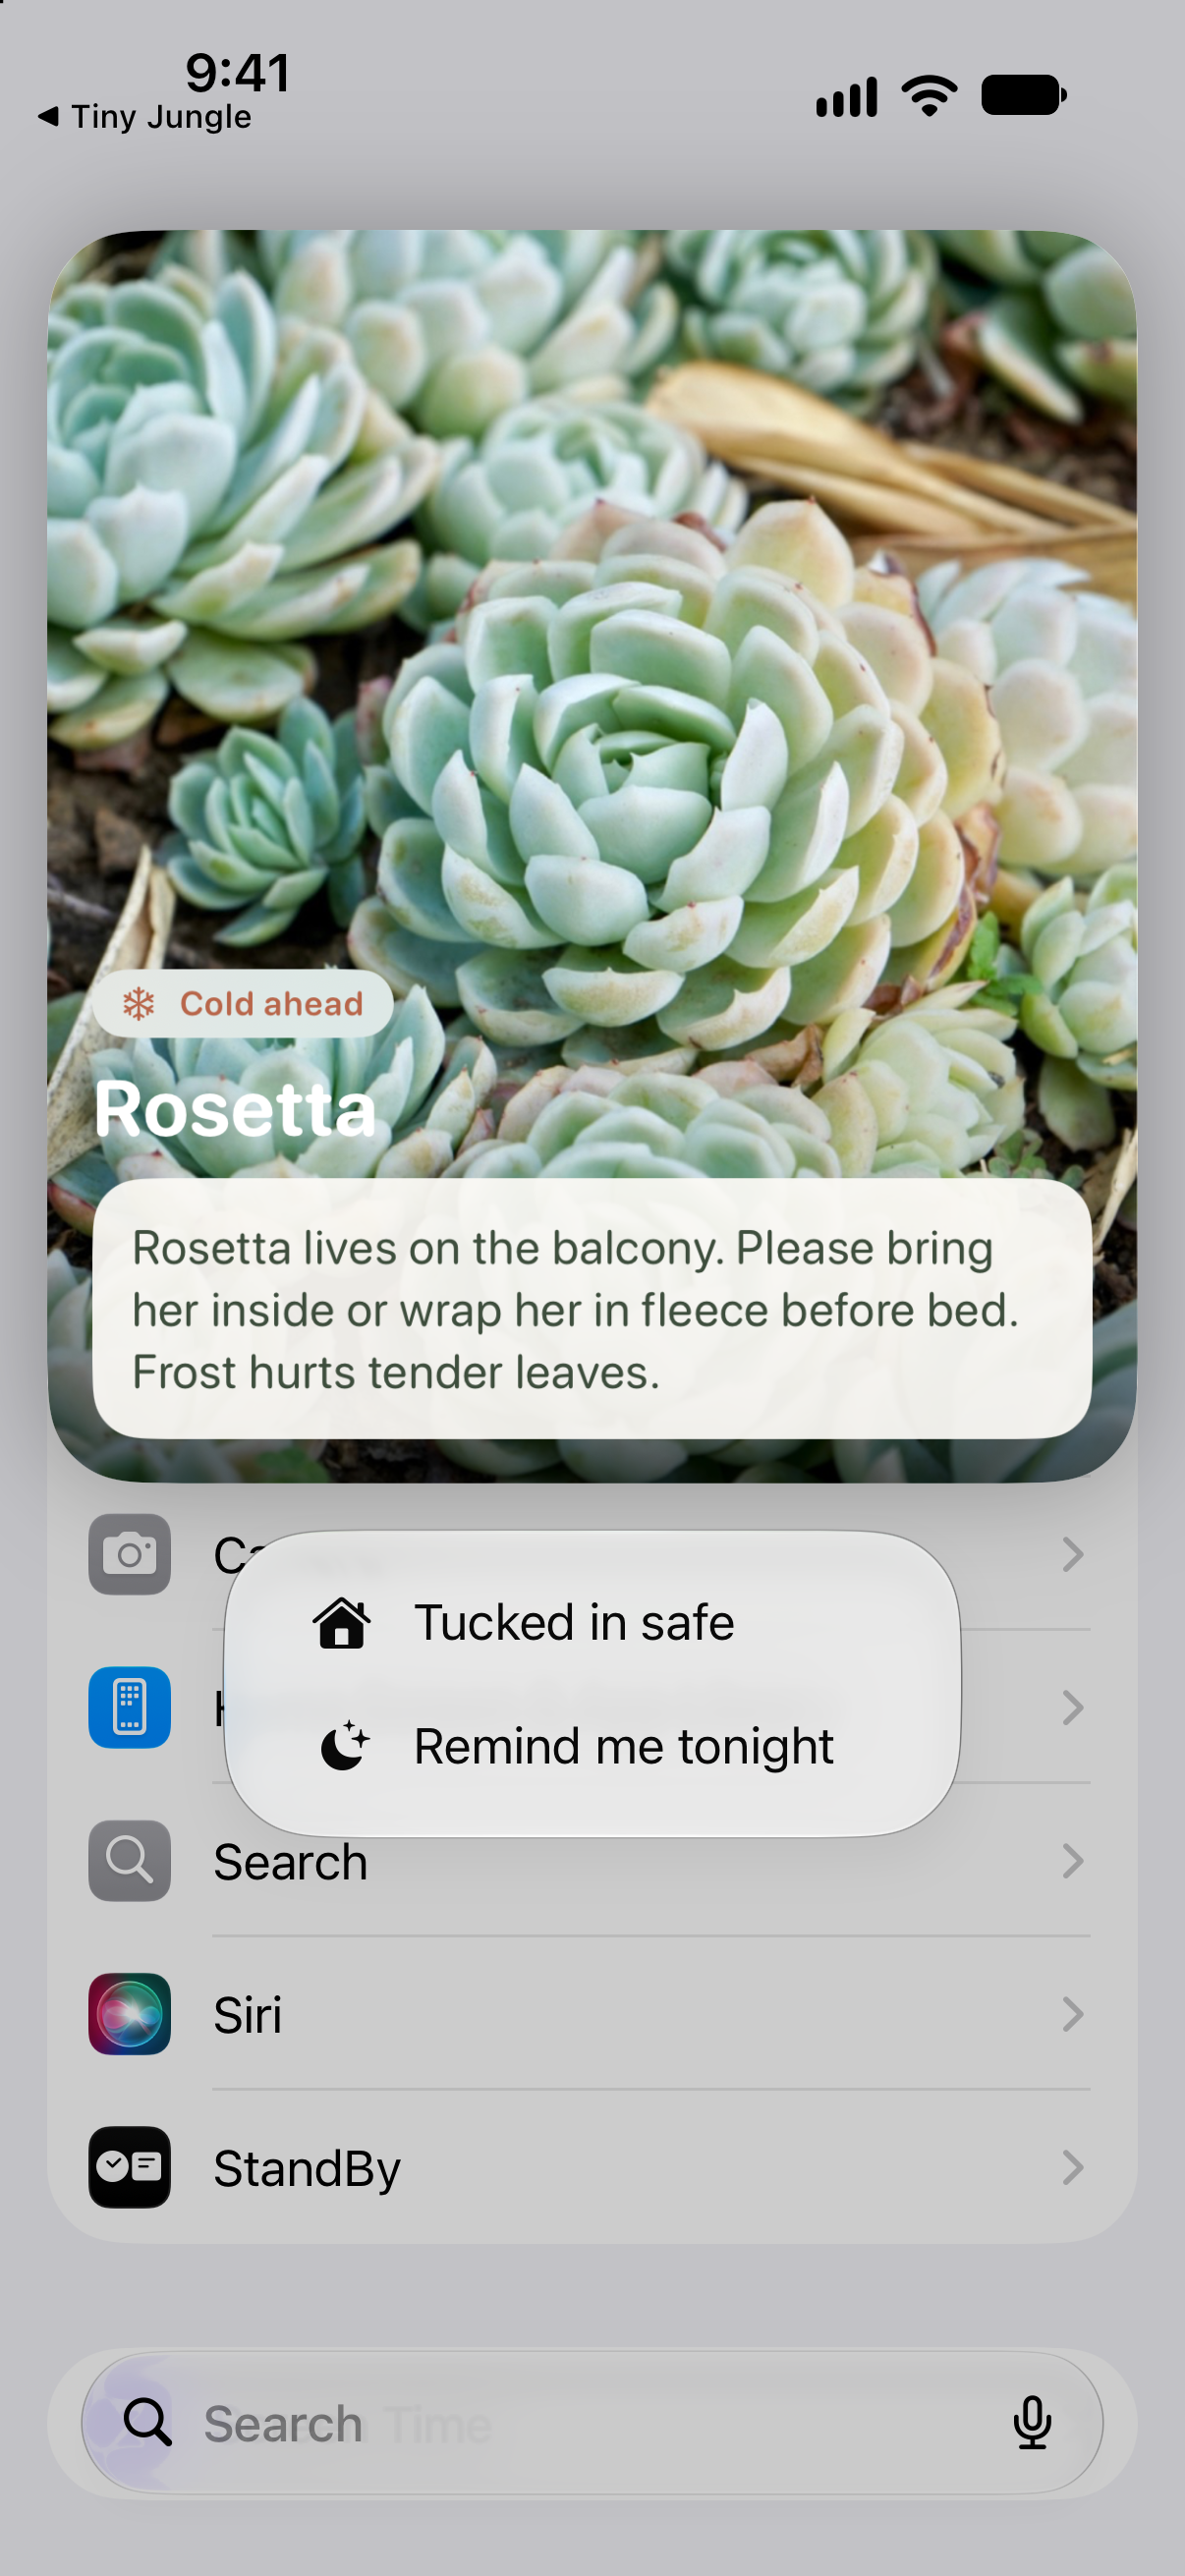 9:41
Tiny Jungle
Cold ahead
Rosetta
Rosetta lives on the balcony. Please bring
her inside or wrap her in fleece before bed.
Frost hurts tender leaves.
Tucked in safe
Remind me tonight
Search
Siri
StandBy
Search
Time